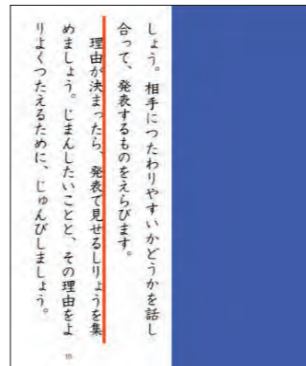 しょう。相手につたわりやすいかどうかを話し
合って、発表するものをえらびます。
理由が決まったら、発表で見せるしりょうを集
めましょう。じまんしたいことと、その理由をよ
りよくつたえるために、じゅんびしましょう。